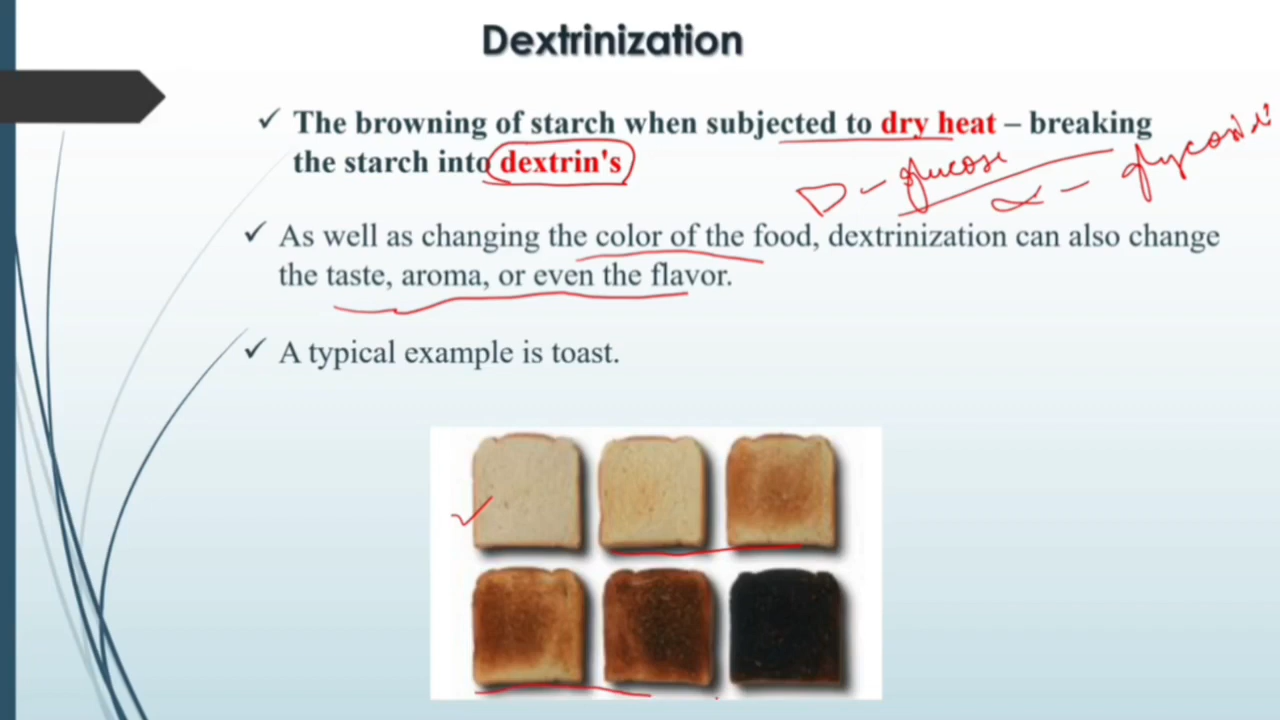 Dextrinization
✓ The browning of starch when subjected to dry heat – breaking
the starch into dextrin's
D - glucose
α - glycosidi
✓ As well as changing the color of the food, dextrinization can also change
the taste, aroma, or even the flavor.
✓ A typical example is toast.